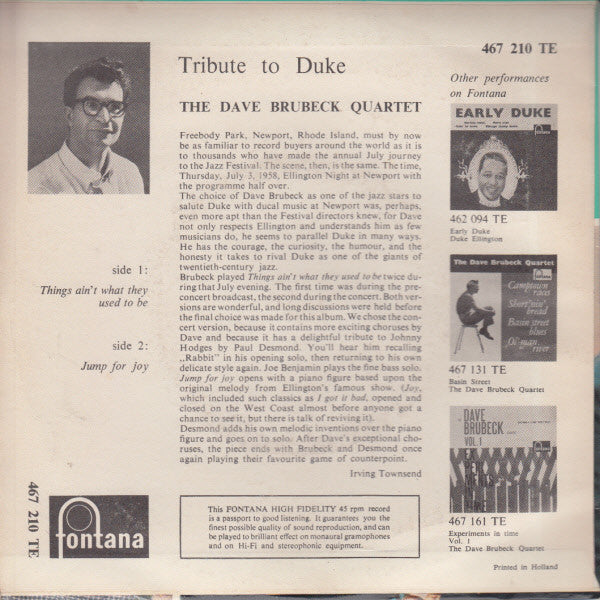 467 210 TE
Tribute to Duke
THE DAVE BRUBECK QUARTET
Freebody Park, Newport, Rhode Island, must by now
be as familiar to record buyers around the world as it is
to thousands who have made the annual July journey
to the Jazz Festival. The scene, then, is the same. The time,
Thursday, July 3, 1958, Ellington Night at Newport with
the programme half over.
The choice of Dave Brubeck as one of the jazz stars to
salute Duke with ducal music at Newport was, perhaps,
even more apt than the Festival directors knew, for Dave
not only respects Ellington and understands him as few
musicians do, he seems to parallel Duke in many ways.
He has the courage, the curiosity, the humour, and the
honesty it takes to rival Duke as one of the giants of
twentieth-century jazz.
Brubeck played Things ain't what they used to be twice du-
ring that July evening. The first time was during the pre-
concert broadcast, the second during the concert. Both ver-
sions are wonderful, and long discussions were held before
the final choice was made for this album. We chose the con-
cert version, because it contains more exciting choruses by
Dave and because it has a delightful tribute to Johnny
Hodges by Paul Desmond. You'll hear him recalling
„Rabbit" in his opening solo, then returning to his own
delicate style again. Joe Benjamin plays the fine bass solo.
Jump for joy opens with a piano figure based upon the
original melody from Ellington's famous show. (Joy,
which included such classics as I got it bad, opened and
closed on the West Coast almost before anyone got a
chance to see it, but there is talk of reviving it).
Desmond adds his own melodic inventions over the piano
figure and goes on to solo. After Dave's exceptional cho-
ruses, the piece ends with Brubeck and Desmond once
again playing their favourite game of counterpoint.
Irving Townsend
side 1:
Things ain't what they
used to be
side 2:
Jump for joy
Other performances
on Fontana
EARLY DUKE
462 094 TE
Early Duke
Duke Ellington
The Dave Brubeck Quartet
Camptown
races
Short'nin'
bread
Basin street
blues
Ol' man
river
467 131 TE
Basin Street
The Dave Brubeck Quartet
DAVE
BRUBECK
VOL. 1
EX
PERI
MENTS
IN
TIME
467 161 TE
Experiments in time
Vol. 1
The Dave Brubeck Quartet
Printed in Holland
467 210 TE
fontana
This FONTANA HIGH FIDELITY 45 rpm record
is a passport to good listening. It guarantees you the
finest possible quality of sound reproduction, and can
be played to brilliant effect on monaural gramophones
and on Hi-Fi and stereophonic equipment.